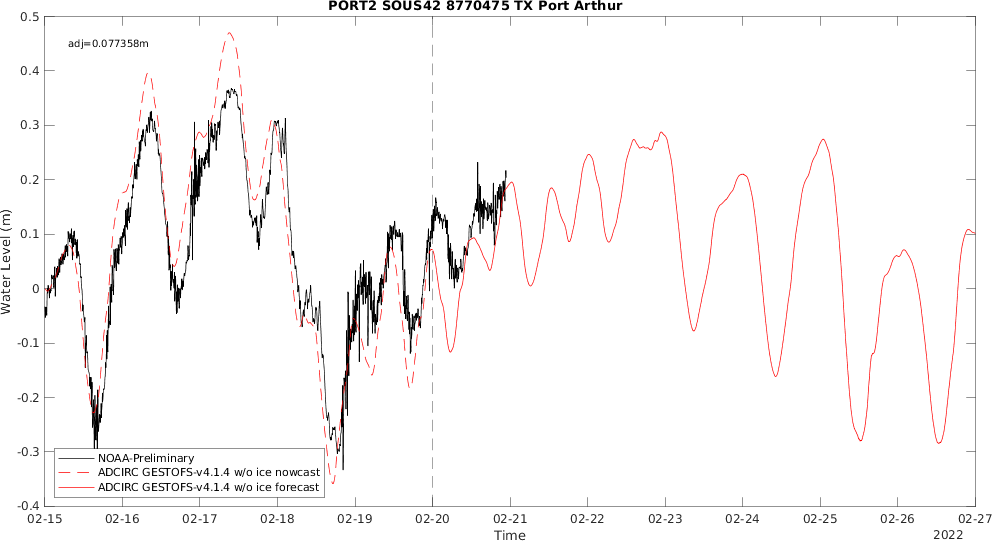 PORT2 SOUS42 8770475 TX Port Arthur
adj=0.077358m
0.5
0.4
0.3
0.2
0.1
0
-0.1
-0.2
-0.3
-0.4
Water Level (m)
NOAA-Preliminary
ADCIRC GESTOFS-v4.1.4 w/o ice nowcast
ADCIRC GESTOFS-v4.1.4 w/o ice forecast
02-15 02-16 02-17 02-18 02-19 02-20 02-21 02-22 02-23 02-24 02-25 02-26 02-27
Time
2022